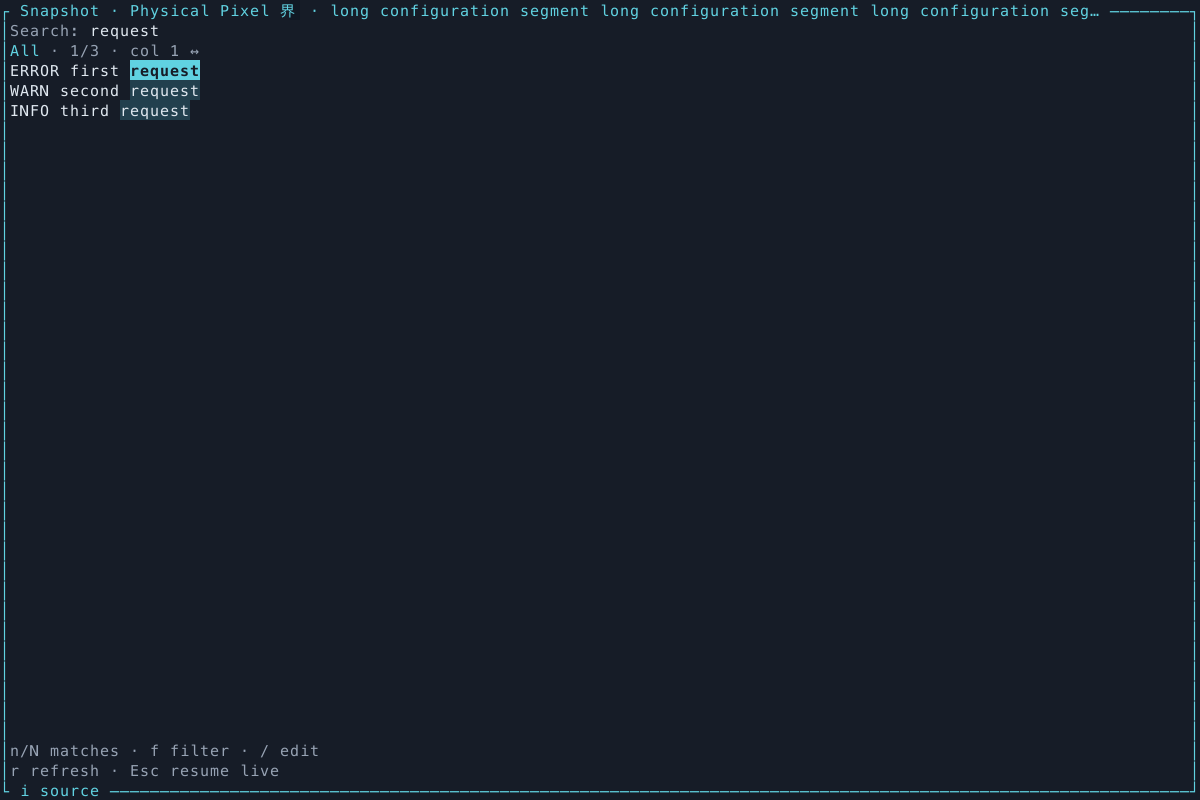 Snapshot · Physical Pixel 界 · long configuration segment long configuration segment long configuration seg…
Search: request
All · 1/3 · col 1 ↔
ERROR first request
WARN second request
INFO third request
n/N matches · f filter · / edit
r refresh · Esc resume live
i source